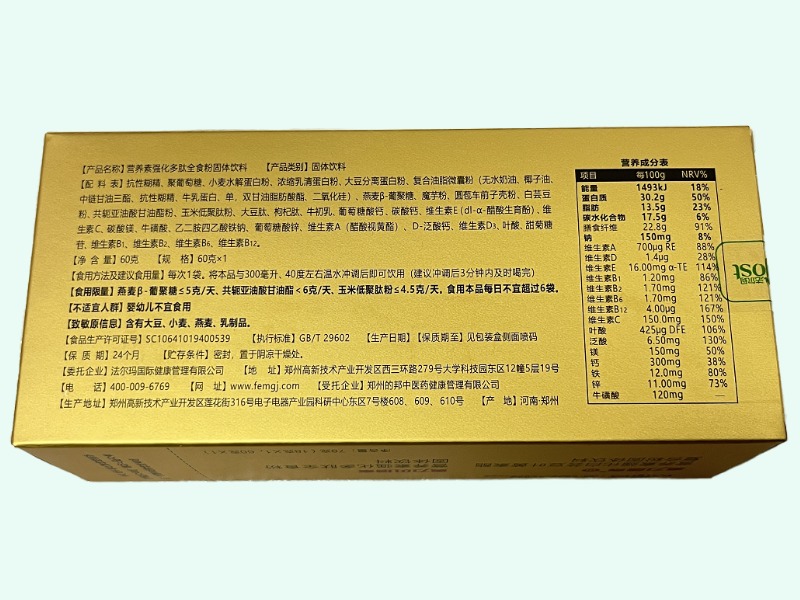 【产品名称】营养素强化多肽全食粉固体饮料 【产品类别】固体饮料
【配 料 表】抗性糊精、聚葡萄糖、小麦水解蛋白粉、浓缩乳清蛋白粉、大豆分离蛋白粉、复合油脂微囊粉（无水奶油、椰子油、
中链甘油三酯、抗性糊精、牛乳蛋白、单，双甘油脂肪酸酯、二氧化硅）、燕麦β-葡聚糖、魔芋粉、圆苞车前子壳粉、白芸豆
粉、共轭亚油酸甘油酯粉、玉米低聚肽粉、大豆肽、枸杞肽、牛初乳、葡萄糖酸钙、碳酸钙、维生素E（dl-α-醋酸生育酚）、维
生素C、碳酸镁、牛磺酸、乙二胺四乙酸铁钠、葡萄糖酸锌、维生素A（醋酸视黄酯）、D-泛酸钙、维生素D₃、叶酸、甜菊糖
苷、维生素B₁、维生素B₂、维生素B₆、维生素B₁₂。
【净 含 量】60克 【规 格】60克×1
【食用方法及建议食用量】每次1袋。将本品与300毫升、40度左右温水冲调后即可饮用（建议冲调后3分钟内及时喝完）
【食用限量】燕麦β-葡聚糖≤5克/天、共轭亚油酸甘油酯＜6克/天、玉米低聚肽粉≤4.5克/天。食用本品每日不宜超过6袋。
【不适宜人群】婴幼儿不宜食用
【致敏原信息】含有大豆、小麦、燕麦、乳制品。
【食品生产许可证号】SC10641019400539 【执行标准】GB/T 29602 【生产日期】【保质期至】见包装盒侧面喷码
【保 质 期】24个月 【贮存条件】密封，置于阴凉干燥处。
【委托企业】法尔玛国际健康管理有限公司 【地 址】郑州高新技术产业开发区西三环路279号大学科技园东区12幢5层19号
【电 话】400-009-6769 【网 址】www.femgj.com 【受托企业】郑州的邦中医药健康管理有限公司
【生产地址】郑州高新技术产业开发区莲花街316号电子电器产业园科研中心东区7号楼608、609、610号 【产 地】河南·郑州
营养成分表
项目 每100g NRV%
能量 1493kJ 18%
蛋白质 30.2g 50%
脂肪 13.5g 23%
碳水化合物 17.5g 6%
膳食纤维 22.8g 91%
钠 150mg 8%
维生素A 700μg RE 88%
维生素D 1.4μg 28%
维生素E 16.00mg α-TE 114%
维生素B₁ 1.20mg 86%
维生素B₂ 1.70mg 121%
维生素B₆ 1.70mg 121%
维生素B₁₂ 4.00μg 167%
维生素C 150.0mg 150%
叶酸 425μg DFE 106%
泛酸 6.50mg 130%
镁 150mg 50%
钙 300mg 38%
铁 12.0mg 80%
锌 11.00mg 73%
牛磺酸 120mg —